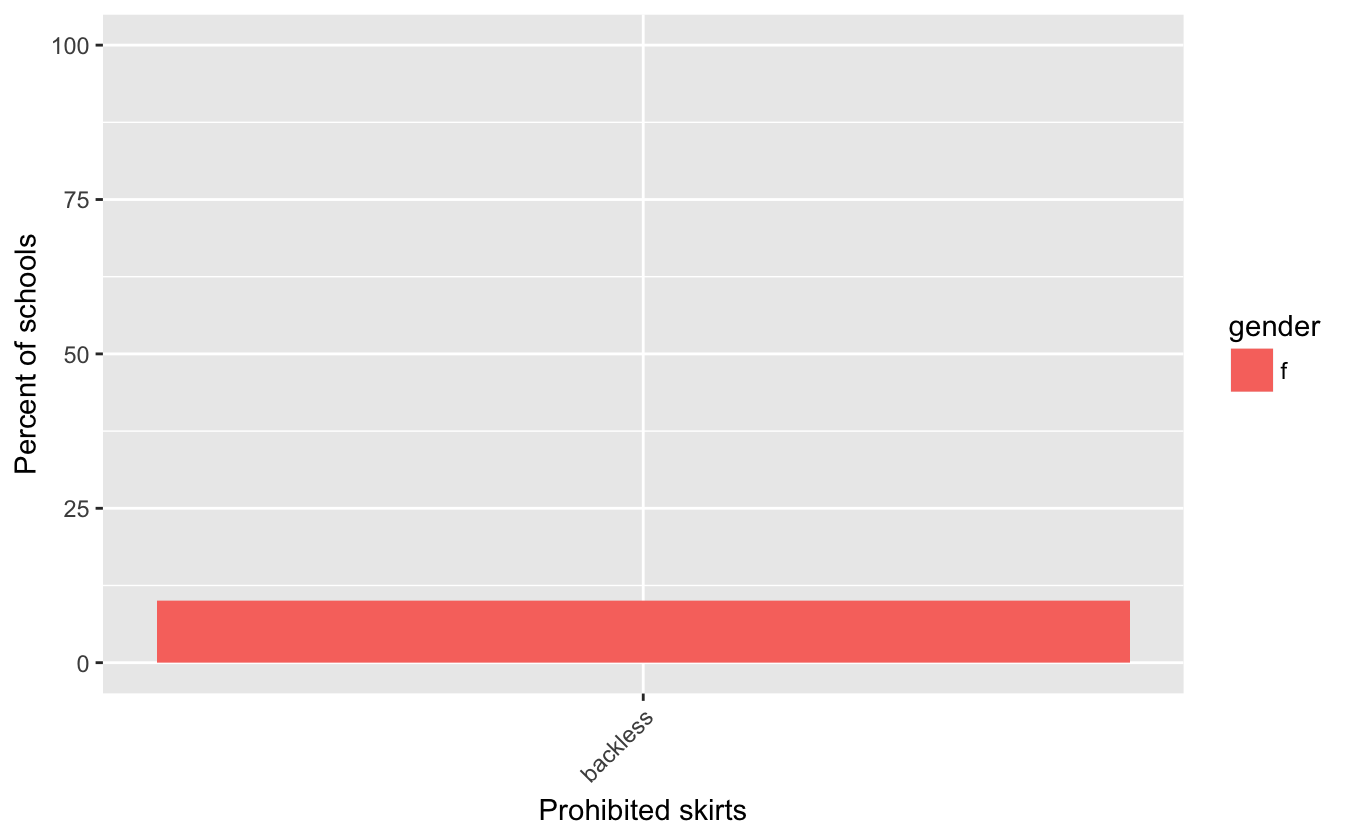 100
75
50
25
0
Percent of schools
backless
Prohibited skirts
gender
f